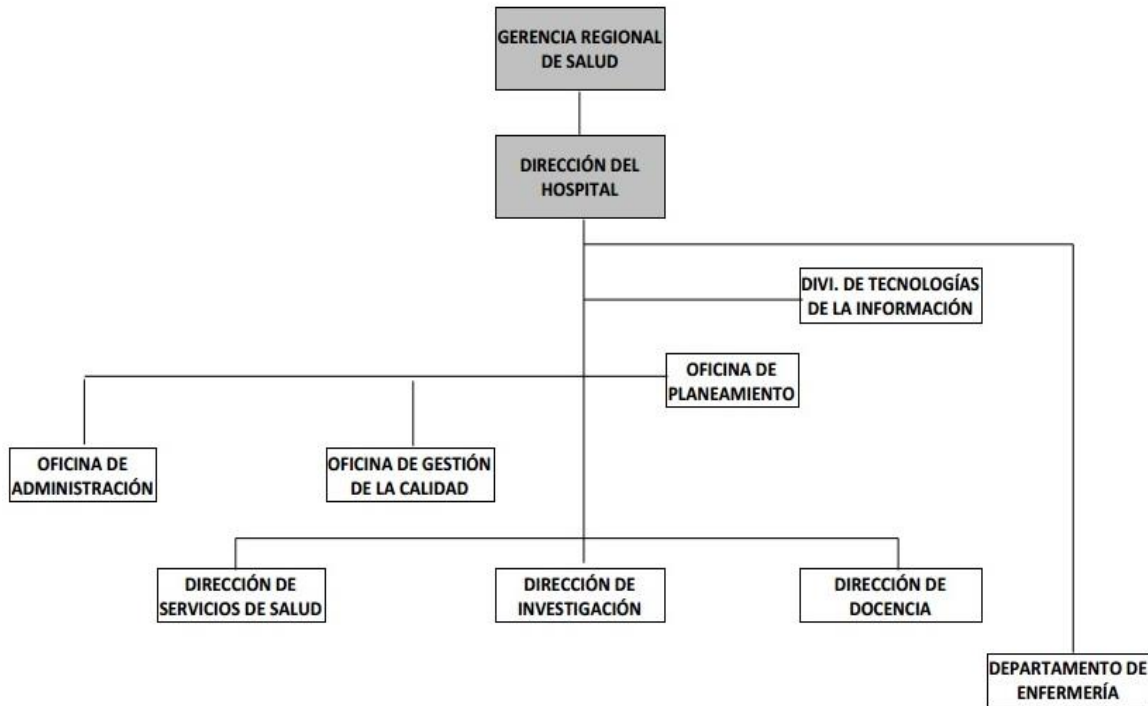 GERENCIA REGIONAL
DE SALUD
DIRECCIÓN DEL
HOSPITAL
DIVI. DE TECNOLOGÍAS
DE LA INFORMACIÓN
OFICINA DE
PLANEAMIENTO
OFICINA DE
ADMINISTRACIÓN
OFICINA DE GESTIÓN
DE LA CALIDAD
DIRECCIÓN DE
SERVICIOS DE SALUD
DIRECCIÓN DE
INVESTIGACIÓN
DIRECCIÓN DE
DOCENCIA
DEPARTAMENTO DE
ENFERMERÍA